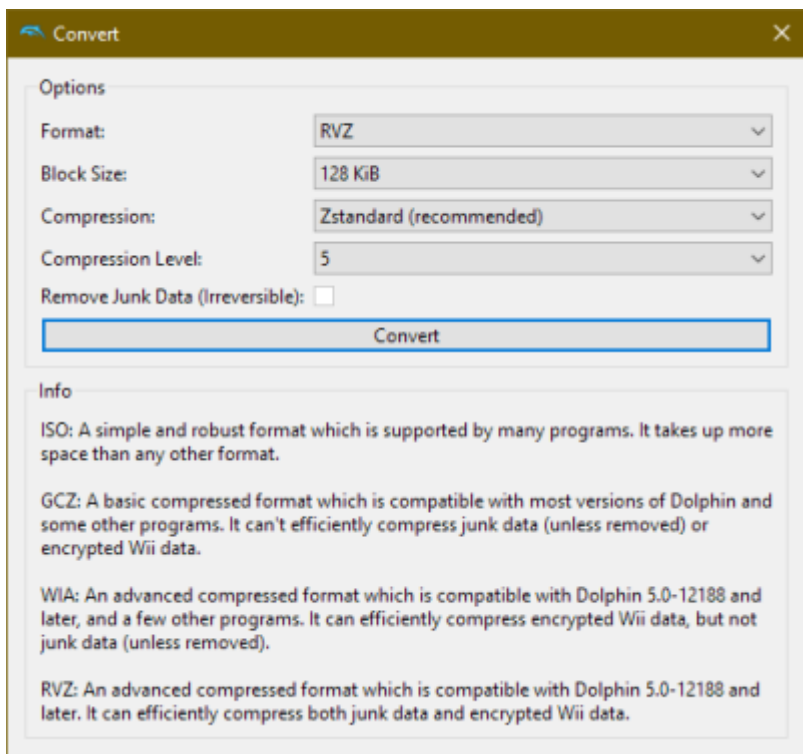 Convert
Options
Format: RVZ
Block Size: 128 KiB
Compression: Zstandard (recommended)
Compression Level: 5
Remove Junk Data (Irreversible):
Convert
Info
ISO: A simple and robust format which is supported by many programs. It takes up more
space than any other format.
GCZ: A basic compressed format which is compatible with most versions of Dolphin and
some other programs. It can't efficiently compress junk data (unless removed) or
encrypted Wii data.
WIA: An advanced compressed format which is compatible with Dolphin 5.0-12188 and
later, and a few other programs. It can efficiently compress encrypted Wii data, but not
junk data (unless removed).
RVZ: An advanced compressed format which is compatible with Dolphin 5.0-12188 and
later. It can efficiently compress both junk data and encrypted Wii data.